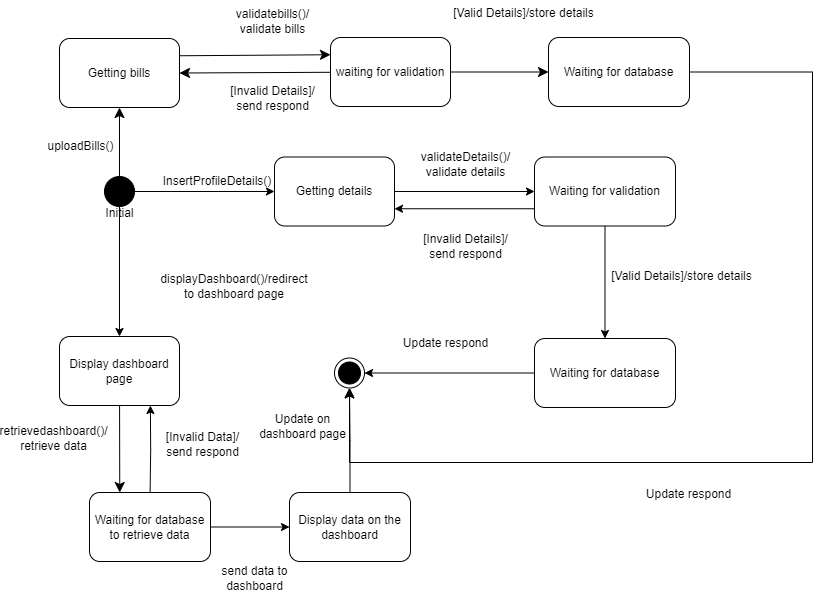 validatebills()/
validate bills
[Valid Details]/store details
Getting bills
waiting for validation
Waiting for database
[Invalid Details]/
send respond
uploadBills()
validateDetails()/
validate details
InsertProfileDetails()
Getting details
Waiting for validation
Initial
[Invalid Details]/
send respond
displayDashboard()/redirect
to dashboard page
[Valid Details]/store details
Update respond
Display dashboard
page
Waiting for database
retrievedashboard()/
retrieve data
[Invalid Data]/
send respond
Update on
dashboard page
Update respond
Waiting for database
to retrieve data
Display data on the
dashboard
send data to
dashboard